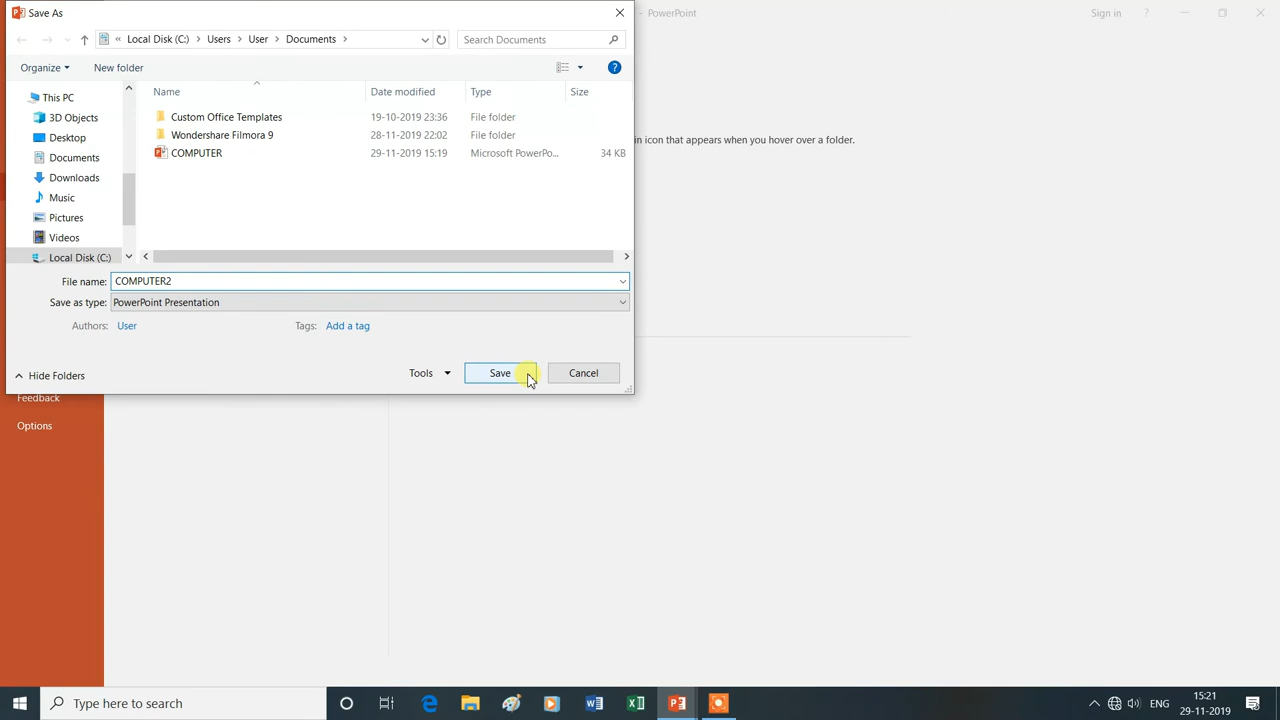 Save As
- PowerPoint
Sign in
?
« Local Disk (C:) > Users > User > Documents >
Search Documents
Organize
New folder
?
This PC
3D Objects
Desktop
Documents
Downloads
Music
Pictures
Videos
Local Disk (C:)
Name Date modified Type Size
Custom Office Templates 19-10-2019 23:36 File folder
Wondershare Filmora 9 28-11-2019 22:02 File folder
COMPUTER 29-11-2019 15:19 Microsoft PowerPo... 34 KB
in icon that appears when you hover over a folder.
File name: COMPUTER2
Save as type: PowerPoint Presentation
Authors: User
Tags: Add a tag
Hide Folders
Tools
Save
Cancel
Feedback
Options
Type here to search
ENG
15:21
29-11-2019